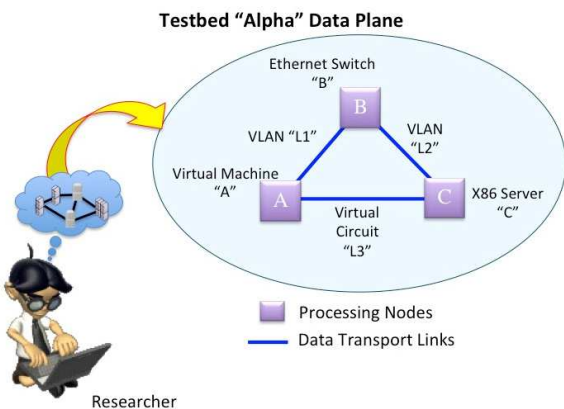 Testbed “Alpha” Data Plane
Ethernet Switch
“B”
B
VLAN “L1”
VLAN
“L2”
Virtual Machine
“A”
A
C
X86 Server
“C”
Virtual
Circuit
“L3”
Processing Nodes
Data Transport Links
Researcher